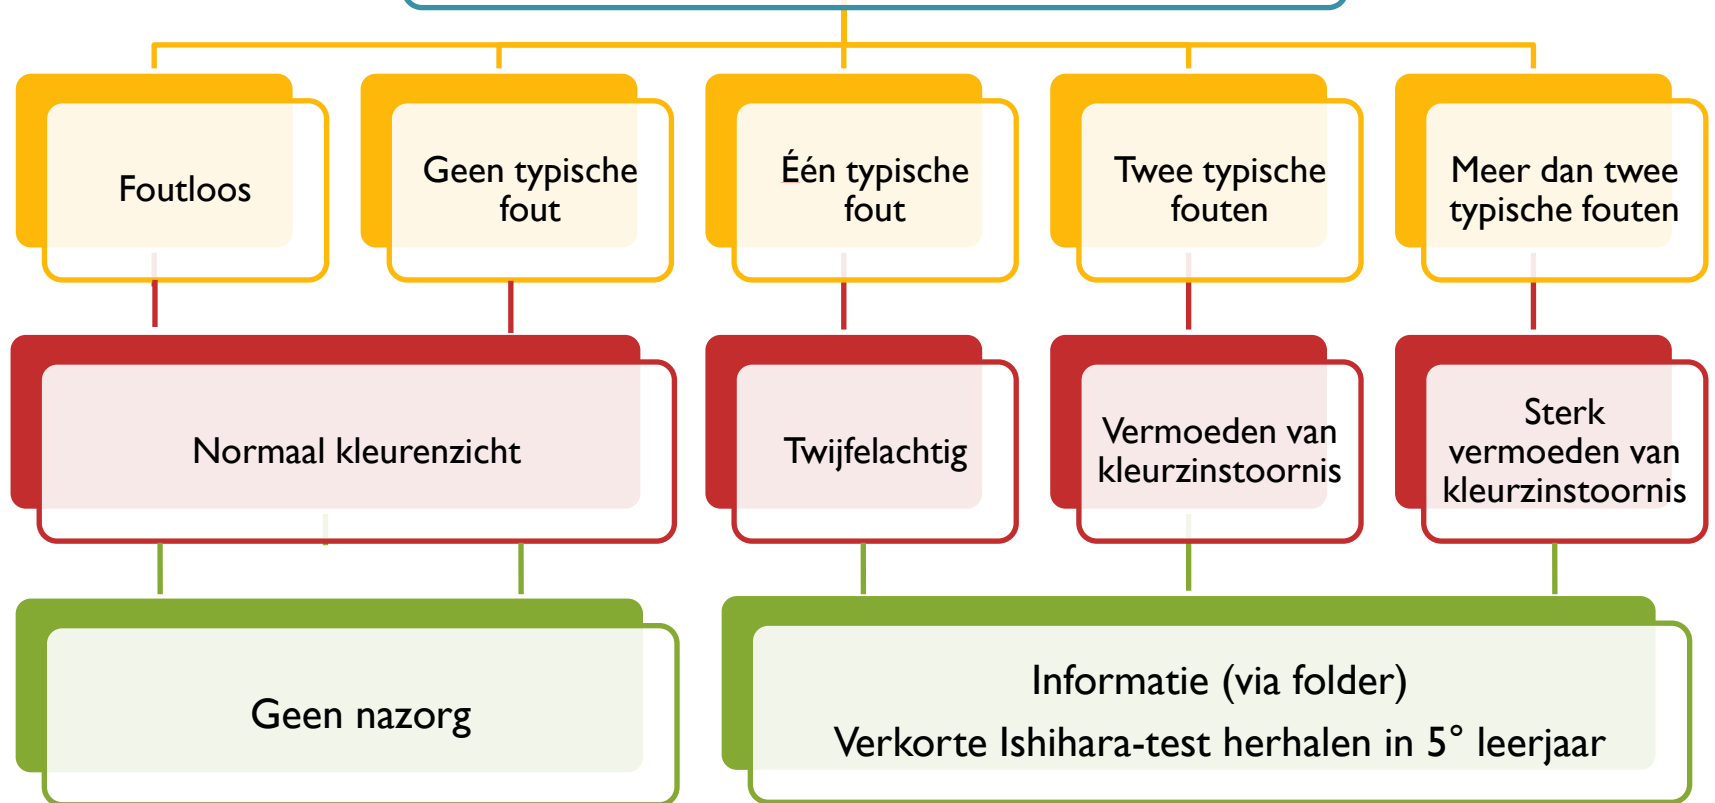 Foutloos
Geen typische
fout
Één typische
fout
Twee typische
fouten
Meer dan twee
typische fouten
Normaal kleurenzicht
Twijfelachtig
Vermoeden van
kleurzinstoornis
Sterk
vermoeden van
kleurzinstoornis
Geen nazorg
Informatie (via folder)
Verkorte Ishihara-test herhalen in 5° leerjaar